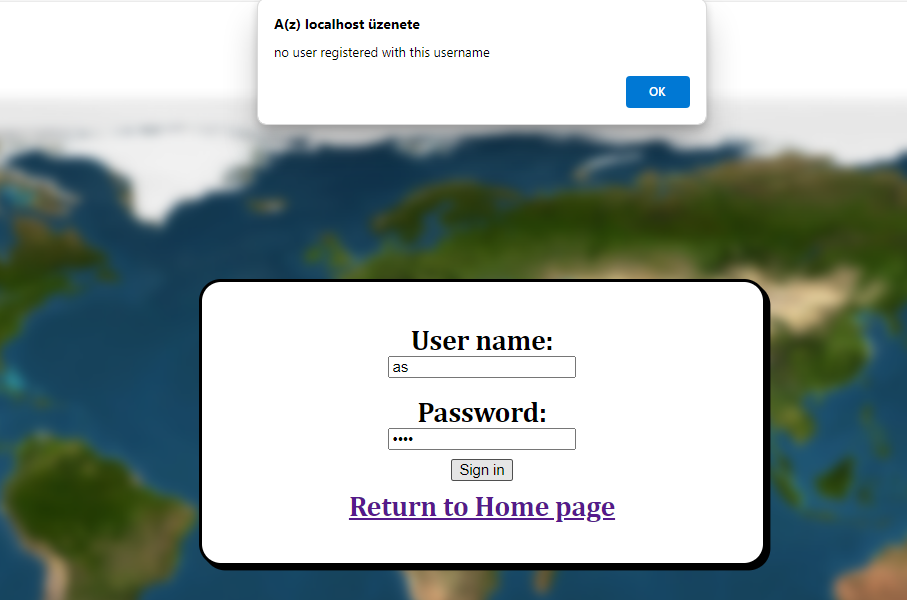 A(z) localhost üzenete
no user registered with this username
OK
User name:
as
Password:
••••
Sign in
Return to Home page